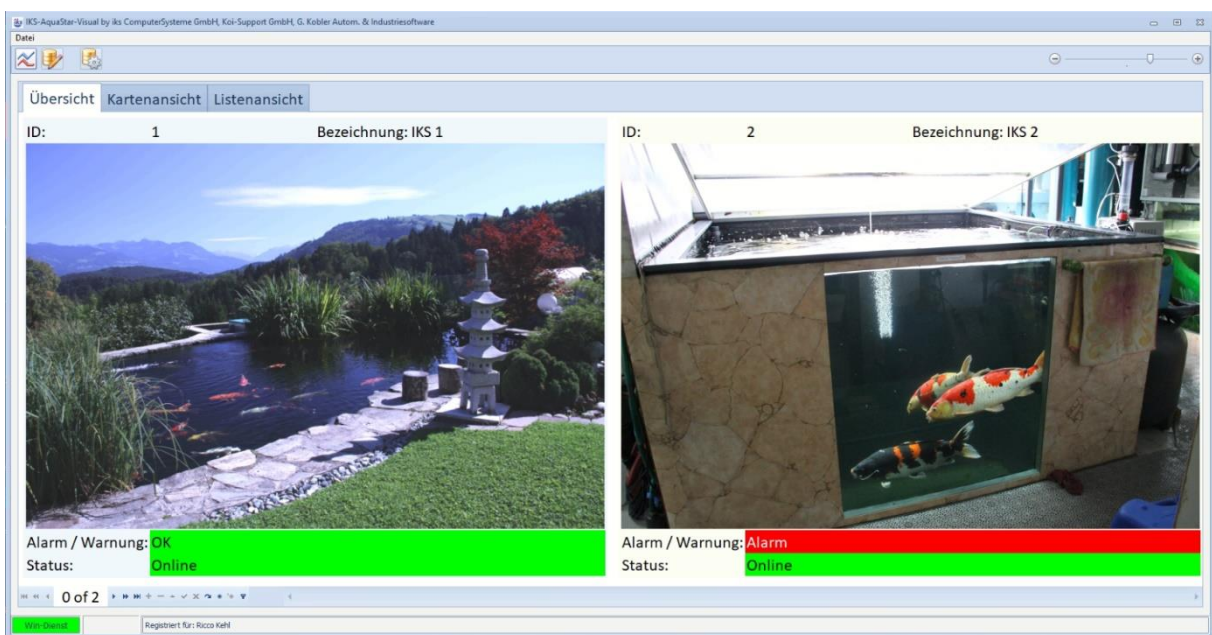 IKS-AquaStar-Visual by iks ComputerSysteme GmbH, Koi-Support GmbH, G. Kobler Autom. & Industriesoftware
Datei
Übersicht Kartenansicht Listenansicht
ID: 1 Bezeichnung: IKS 1
ID: 2 Bezeichnung: IKS 2
Alarm / Warnung: OK
Status: Online
Alarm / Warnung: Alarm
Status: Online
0 of 2
Win-Dienst Registriert für: Ricco Kehl